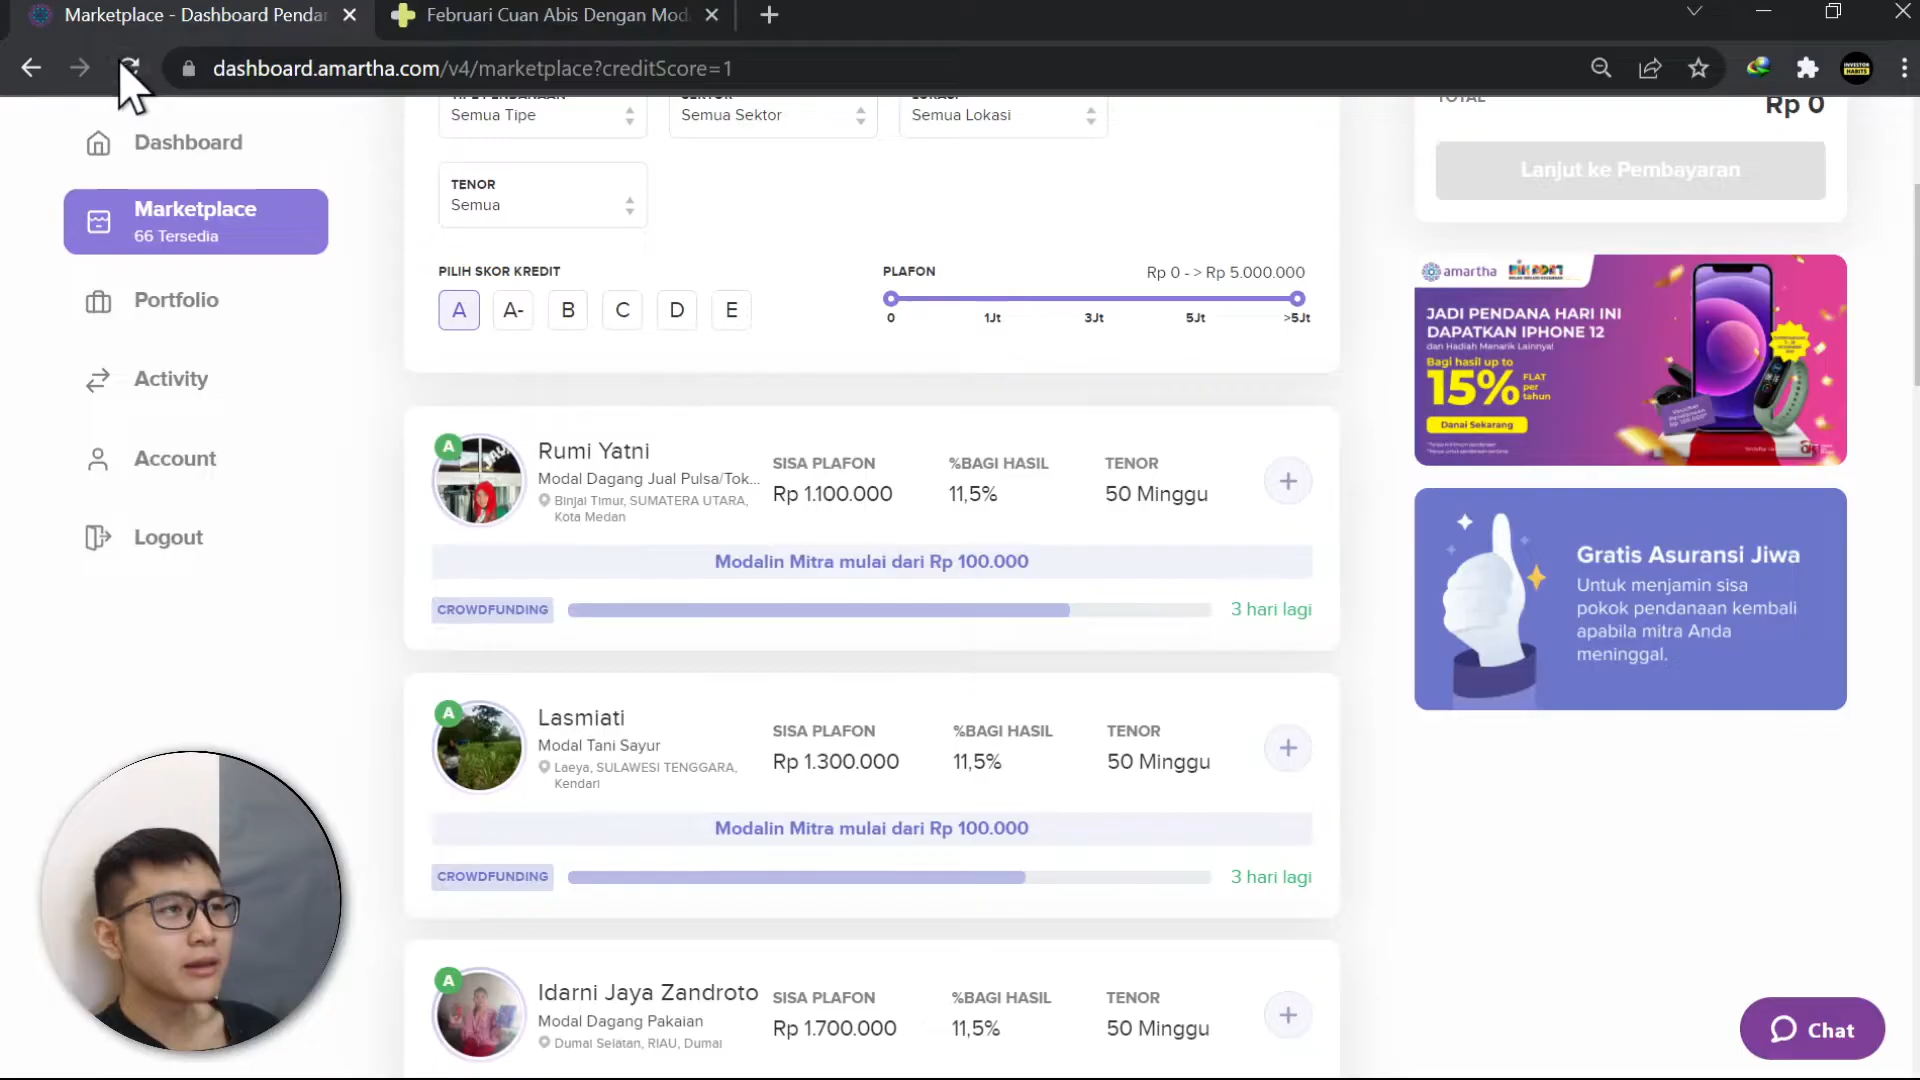 Marketplace - Dashboard Pendar
Februari Cuan Abis Dengan Mod
dashboard.amartha.com/v4/marketplace?creditScore=1
Dashboard
Marketplace
66 Tersedia
Portfolio
Activity
Account
Logout
Semua Tipe
SEKTOR
Semua Sektor
LOKASI
Semua Lokasi
TENOR
Semua
PILIH SKOR KREDIT
A
A-
B
C
D
E
PLAFON
Rp 0 - > Rp 5.000.000
0
1Jt
3Jt
5Jt
>5Jt
A
Rumi Yatni
Modal Dagang Jual Pulsa/Tok...
Binjai Timur, SUMATERA UTARA,
Kota Medan
SISA PLAFON
Rp 1.100.000
%BAGI HASIL
11,5%
TENOR
50 Minggu
Modalin Mitra mulai dari Rp 100.000
CROWDFUNDING
3 hari lagi
A
Lasmiati
Modal Tani Sayur
Laeya, SULAWESI TENGGARA,
Kendari
SISA PLAFON
Rp 1.300.000
%BAGI HASIL
11,5%
TENOR
50 Minggu
Modalin Mitra mulai dari Rp 100.000
CROWDFUNDING
3 hari lagi
A
Idarni Jaya Zandroto
Modal Dagang Pakaian
Dumai Selatan, RIAU, Dumai
SISA PLAFON
Rp 1.700.000
%BAGI HASIL
11,5%
TENOR
50 Minggu
TOTAL
Rp 0
Lanjut ke Pembayaran
amartha
JADI PENDANA HARI INI
DAPATKAN IPHONE 12
dan Hadiah Menarik Lainnya!
Bagi hasil up to
15% FLAT
per
tahun
Danai Sekarang
Gratis Asuransi Jiwa
Untuk menjamin sisa
pokok pendanaan kembali
apabila mitra Anda
meninggal.
Chat
INVESTOR
HABITS